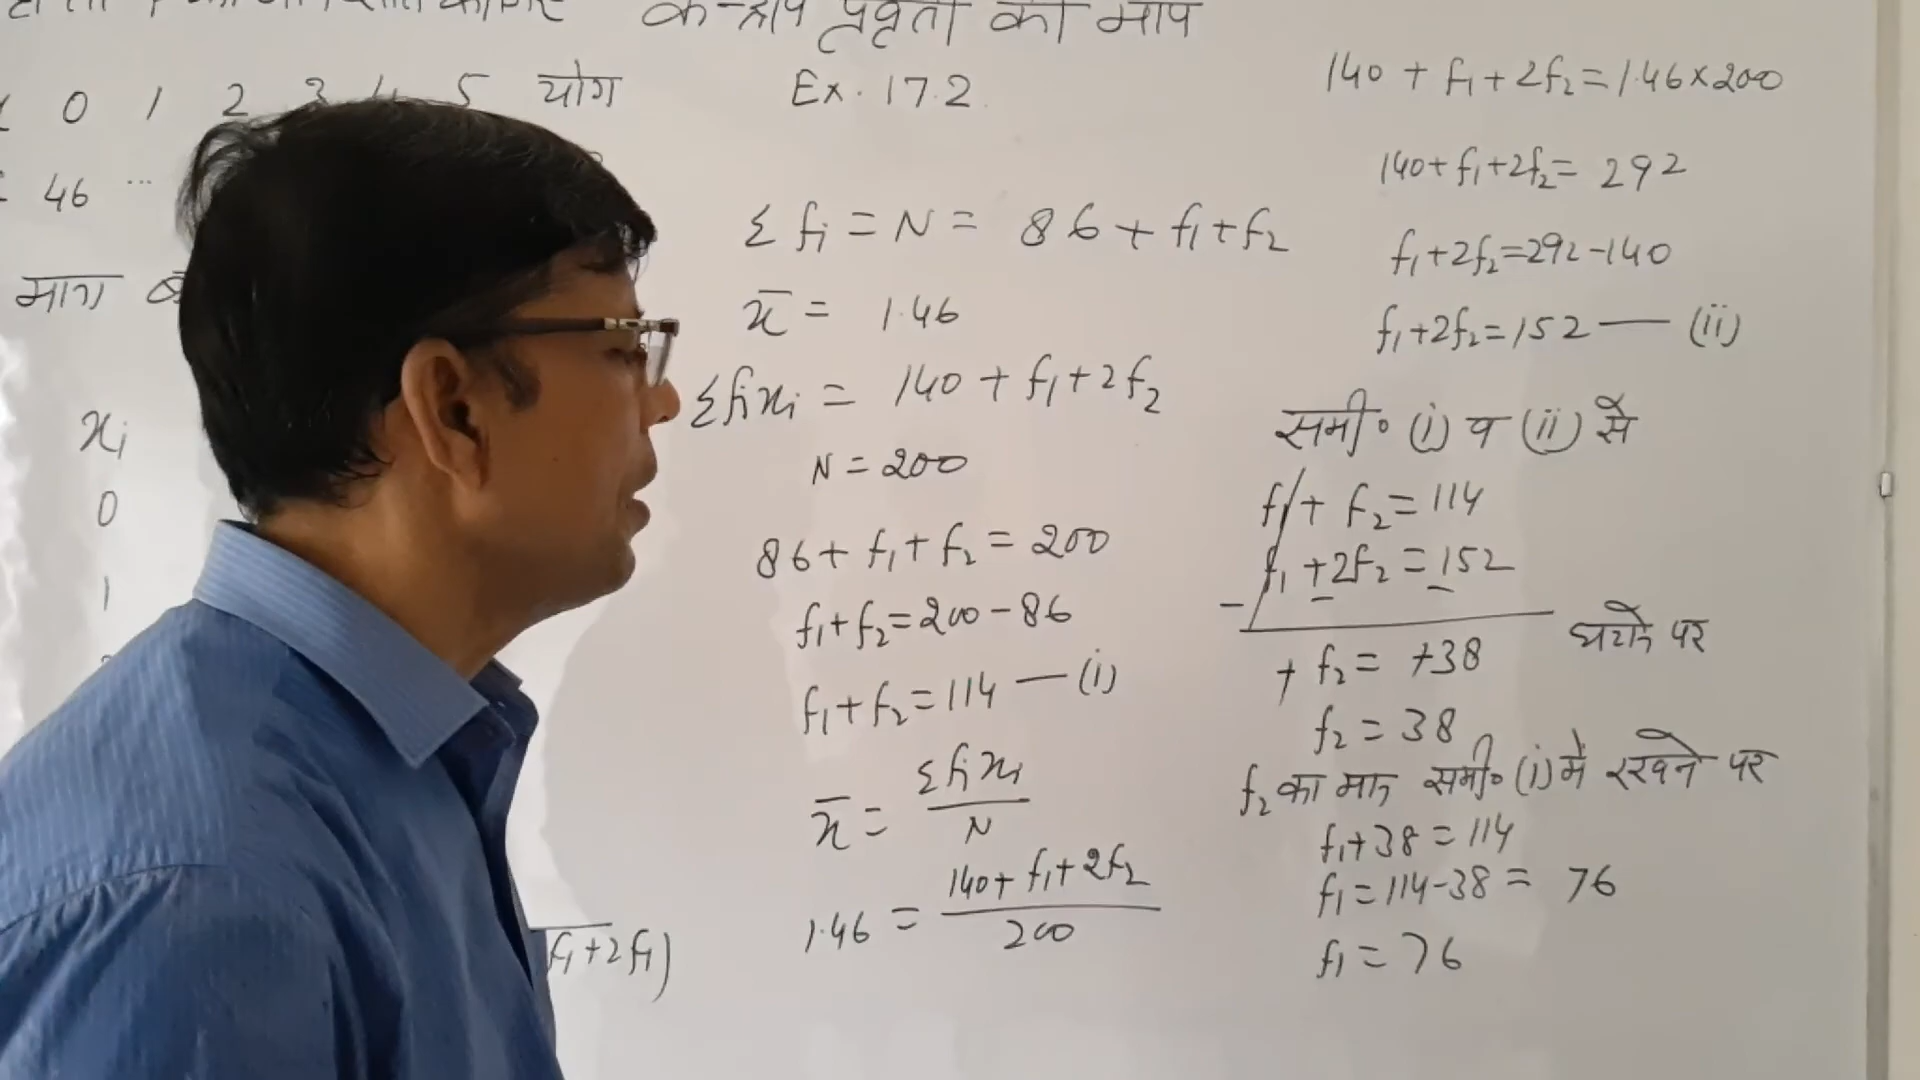 केन्द्रीय प्रवृती का माप
0 1 2 3 4 5 योग
46 ...
माना
xi
0
1
f1+2f1)
Ex. 17.2
Σfi = N = 86 + f1 + f2
x̄ = 1.46
Σfixi = 140 + f1 + 2f2
N = 200
86 + f1 + f2 = 200
f1 + f2 = 200 - 86
f1 + f2 = 114 — (i)
x̄ = Σfixi / N
1.46 = 140 + f1 + 2f2 / 200
140 + f1 + 2f2 = 1.46 × 200
140 + f1 + 2f2 = 292
f1 + 2f2 = 292 - 140
f1 + 2f2 = 152 — (ii)
समी० (i) व (ii) से
f1 + f2 = 114
f1 + 2f2 = 152
- - -
+ f2 = +38 घटाने पर
f2 = 38
f2 का मान समी० (i) में रखने पर
f1 + 38 = 114
f1 = 114 - 38 = 76
f1 = 76